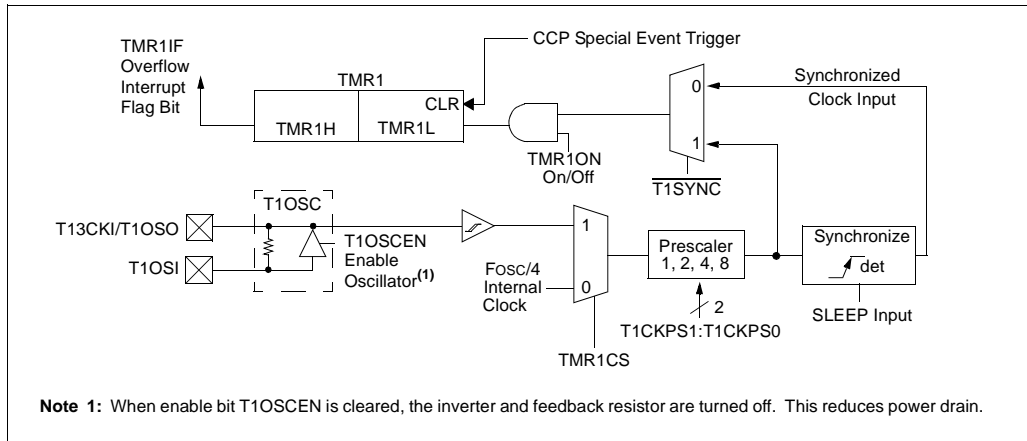 CCP Special Event Trigger
TMR1IF
Overflow
Interrupt
Flag Bit
TMR1
CLR
TMR1H
TMR1L
TMR1ON
On/Off
0
1
T1SYNC
Synchronized
Clock Input
T1OSC
T13CKI/T1OSO
T1OSI
T1OSCEN
Enable
Oscillator(1)
FOSC/4
Internal
Clock
1
0
TMR1CS
Prescaler
1, 2, 4, 8
2
T1CKPS1:T1CKPS0
Synchronize
det
SLEEP Input
Note 1: When enable bit T1OSCEN is cleared, the inverter and feedback resistor are turned off. This reduces power drain.